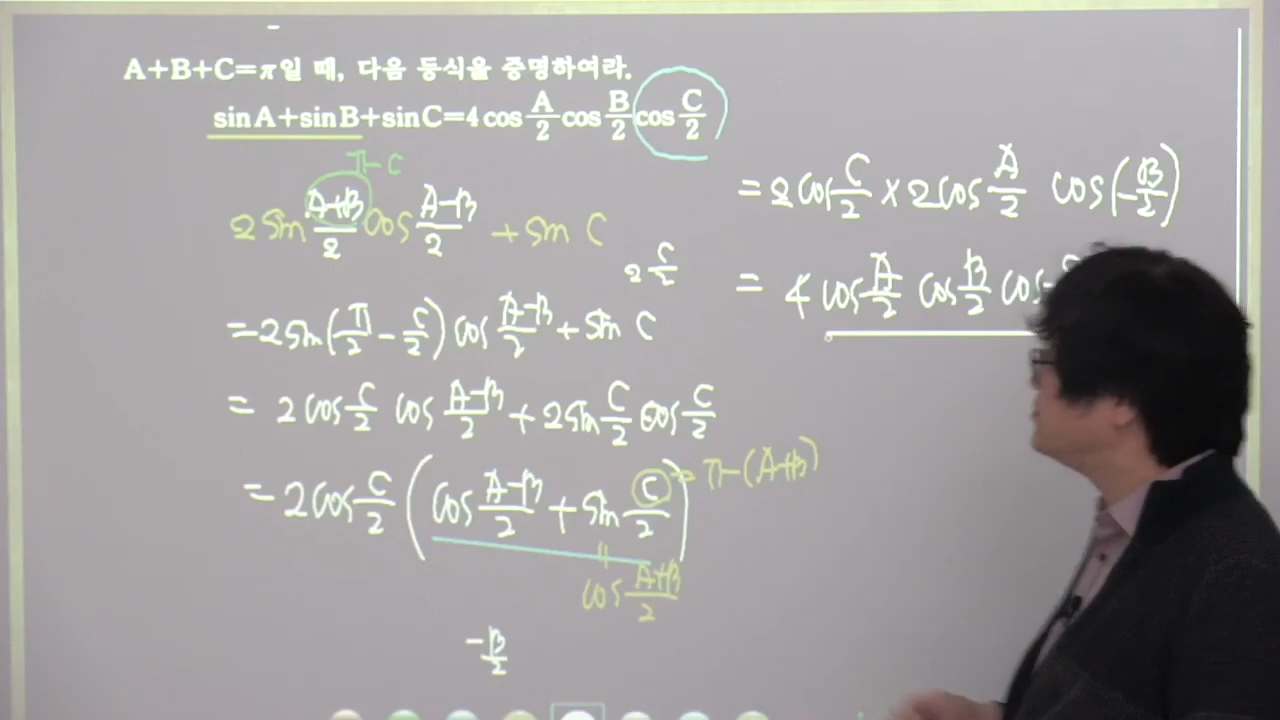 A+B+C=π일 때, 다음 등식을 증명하여라.
sin A+sin B+sin C=4 cos A/2 cos B/2 cos C/2
π-C
2 sin (A+B)/2 cos (A-B)/2 + sin C
2 C/2
= 2 sin(π/2 - C/2) cos (A-B)/2 + sin C
= 2 cos C/2 cos (A-B)/2 + 2 sin C/2 cos C/2
= 2 cos C/2 (cos (A-B)/2 + sin C/2)
= π-(A+B)
=
cos (A+B)/2
-B/2
= 2 cos C/2 × 2 cos A/2 cos(-B/2)
= 4 cos A/2 cos B/2 cos